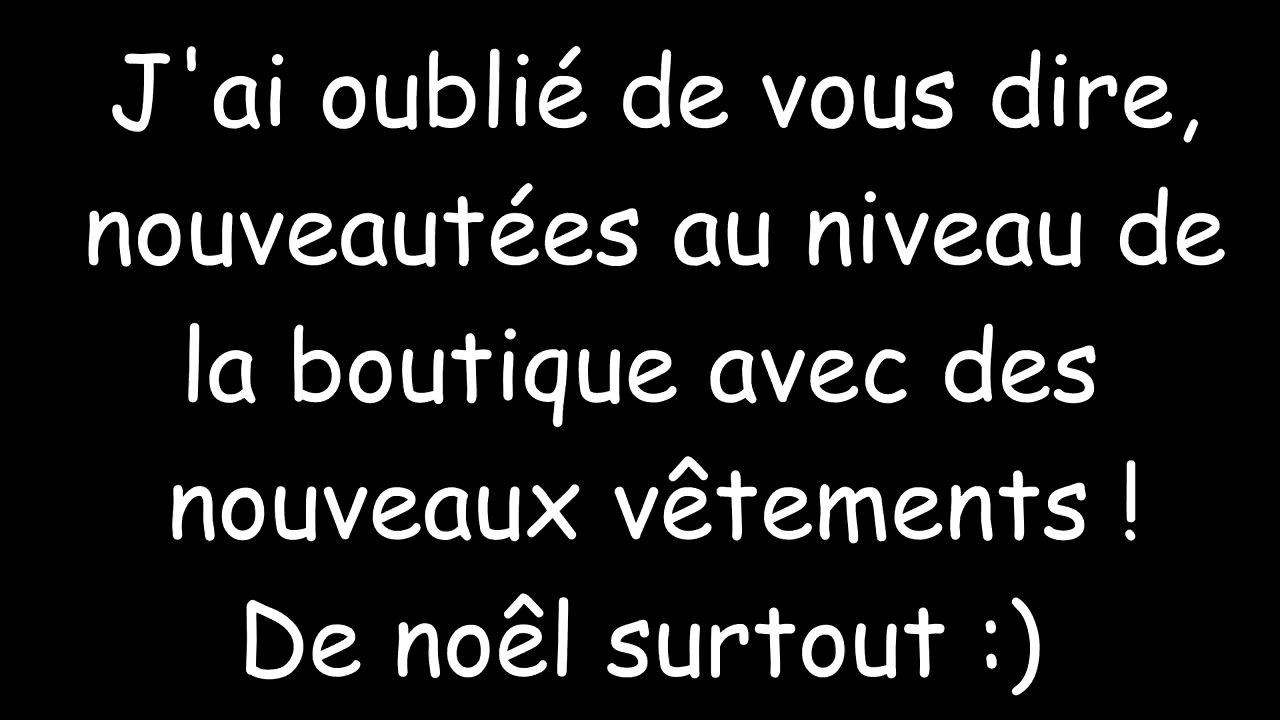 J'ai oublié de vous dire,
nouveautées au niveau de
la boutique avec des
nouveaux vêtements !
De noêl surtout :)